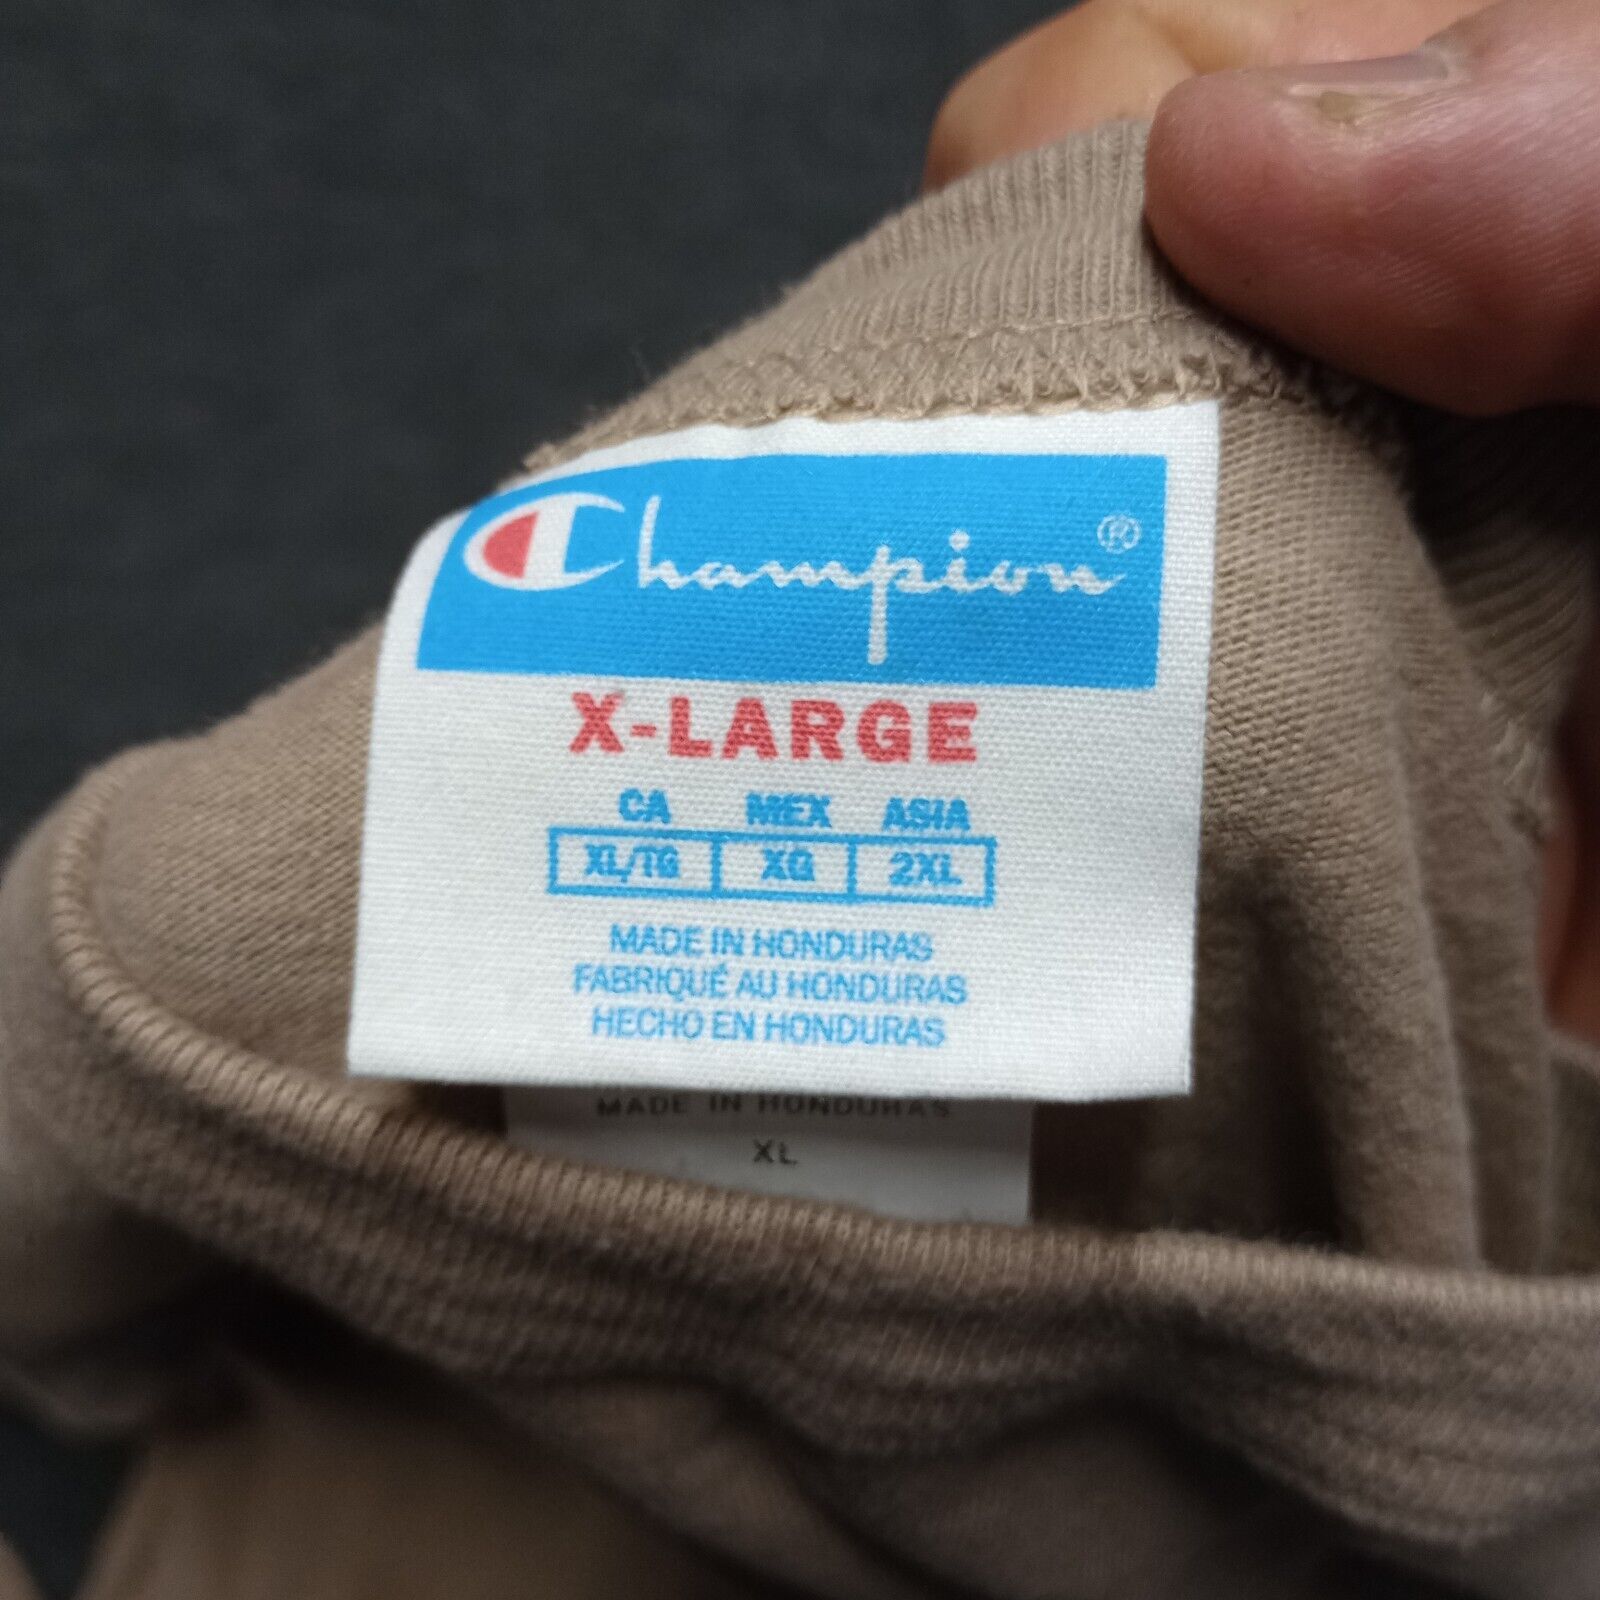 Champion®
X-LARGE
CA MEX ASIA
XL/TG XG 2XL
MADE IN HONDURAS
FABRIQUÉ AU HONDURAS
HECHO EN HONDURAS
MADE IN HONDURAS
XL